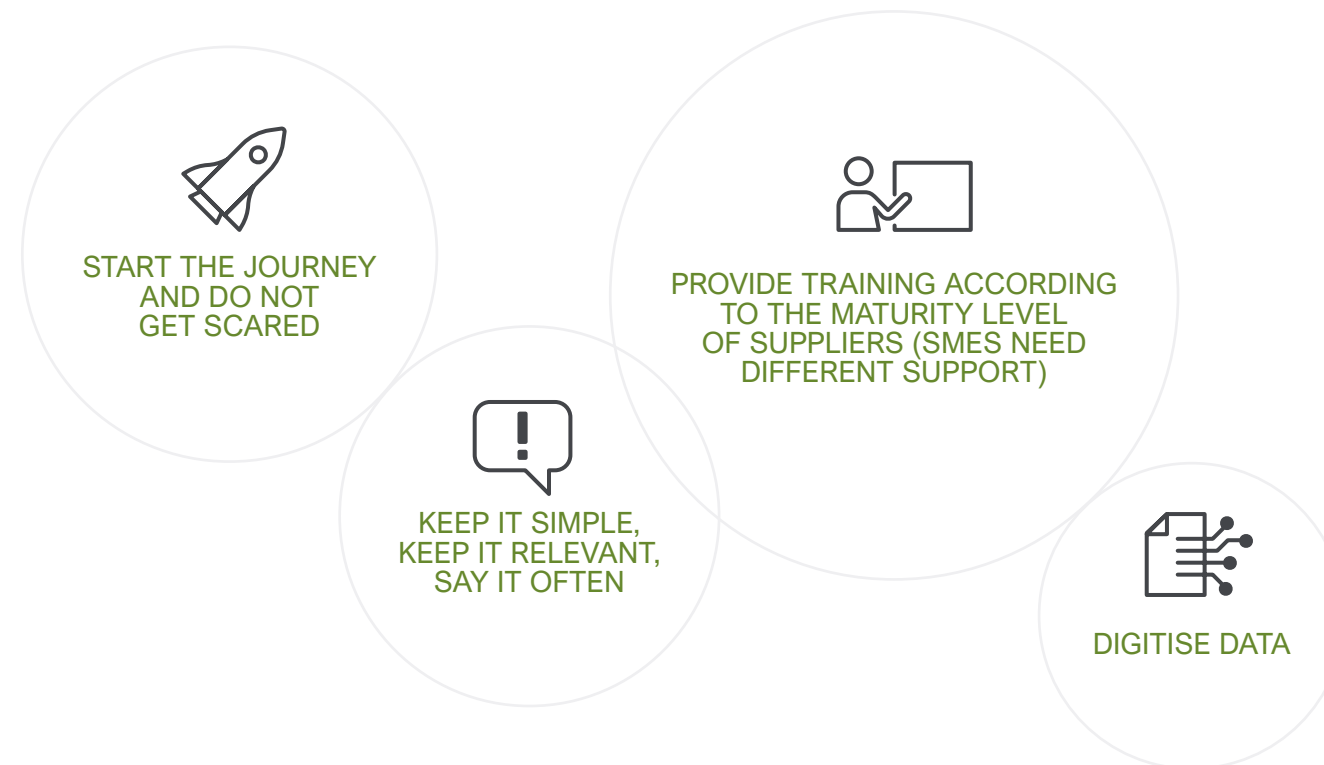 START THE JOURNEY
AND DO NOT
GET SCARED
KEEP IT SIMPLE,
KEEP IT RELEVANT,
SAY IT OFTEN
PROVIDE TRAINING ACCORDING
TO THE MATURITY LEVEL
OF SUPPLIERS (SMES NEED
DIFFERENT SUPPORT)
DIGITISE DATA